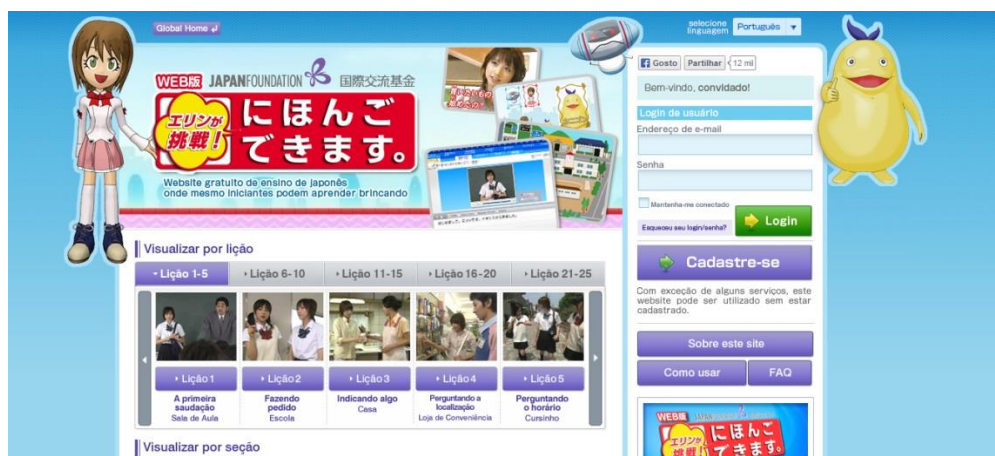 Global Home
selecione
linguagem
Português
WEB版 JAPANFOUNDATION 国際交流基金
エリンが
挑戦!
にほんご
できます。
Website gratuito de ensino de japonês
onde mesmo iniciantes podem aprender brincando
Visualizar por lição
Lição 1-5
Lição 6-10
Lição 11-15
Lição 16-20
Lição 21-25
Lição 1
Lição 2
Lição 3
Lição 4
Lição 5
A primeira
saudação
Sala de Aula
Fazendo
pedido
Escola
Indicando algo
Casa
Perguntando a
localização
Loja de Conveniência
Perguntando
o horário
Cursinho
Visualizar por seção
Gosto
Partilhar
12 mil
Bem-vindo, convidado!
Login de usuário
Endereço de e-mail
Senha
Mantenha-me conectado
Esqueceu seu login/senha?
Login
Cadastre-se
Com exceção de alguns serviços, este
website pode ser utilizado sem estar
cadastrado.
Sobre este site
Como usar
FAQ
WEB版
エリンが
挑戦!
にほんご
できます。